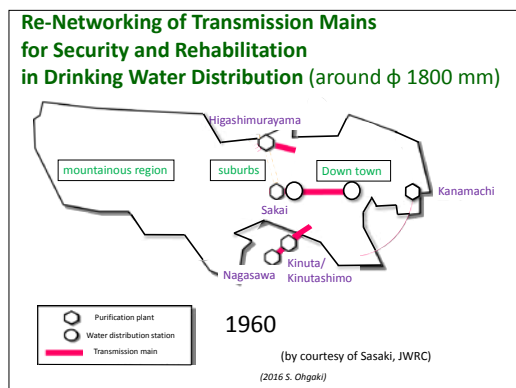 Re-Networking of Transmission Mains
for Security and Rehabilitation
in Drinking Water Distribution (around ф 1800 mm)
Higashimurayama
mountainous region
suburbs
Down town
Kanamachi
Sakai
Nagasawa
Kinuta/
Kinutashimo
Purification plant
Water distribution station
Transmission main
1960
(by courtesy of Sasaki, JWRC)
(2016 S. Ohgaki)